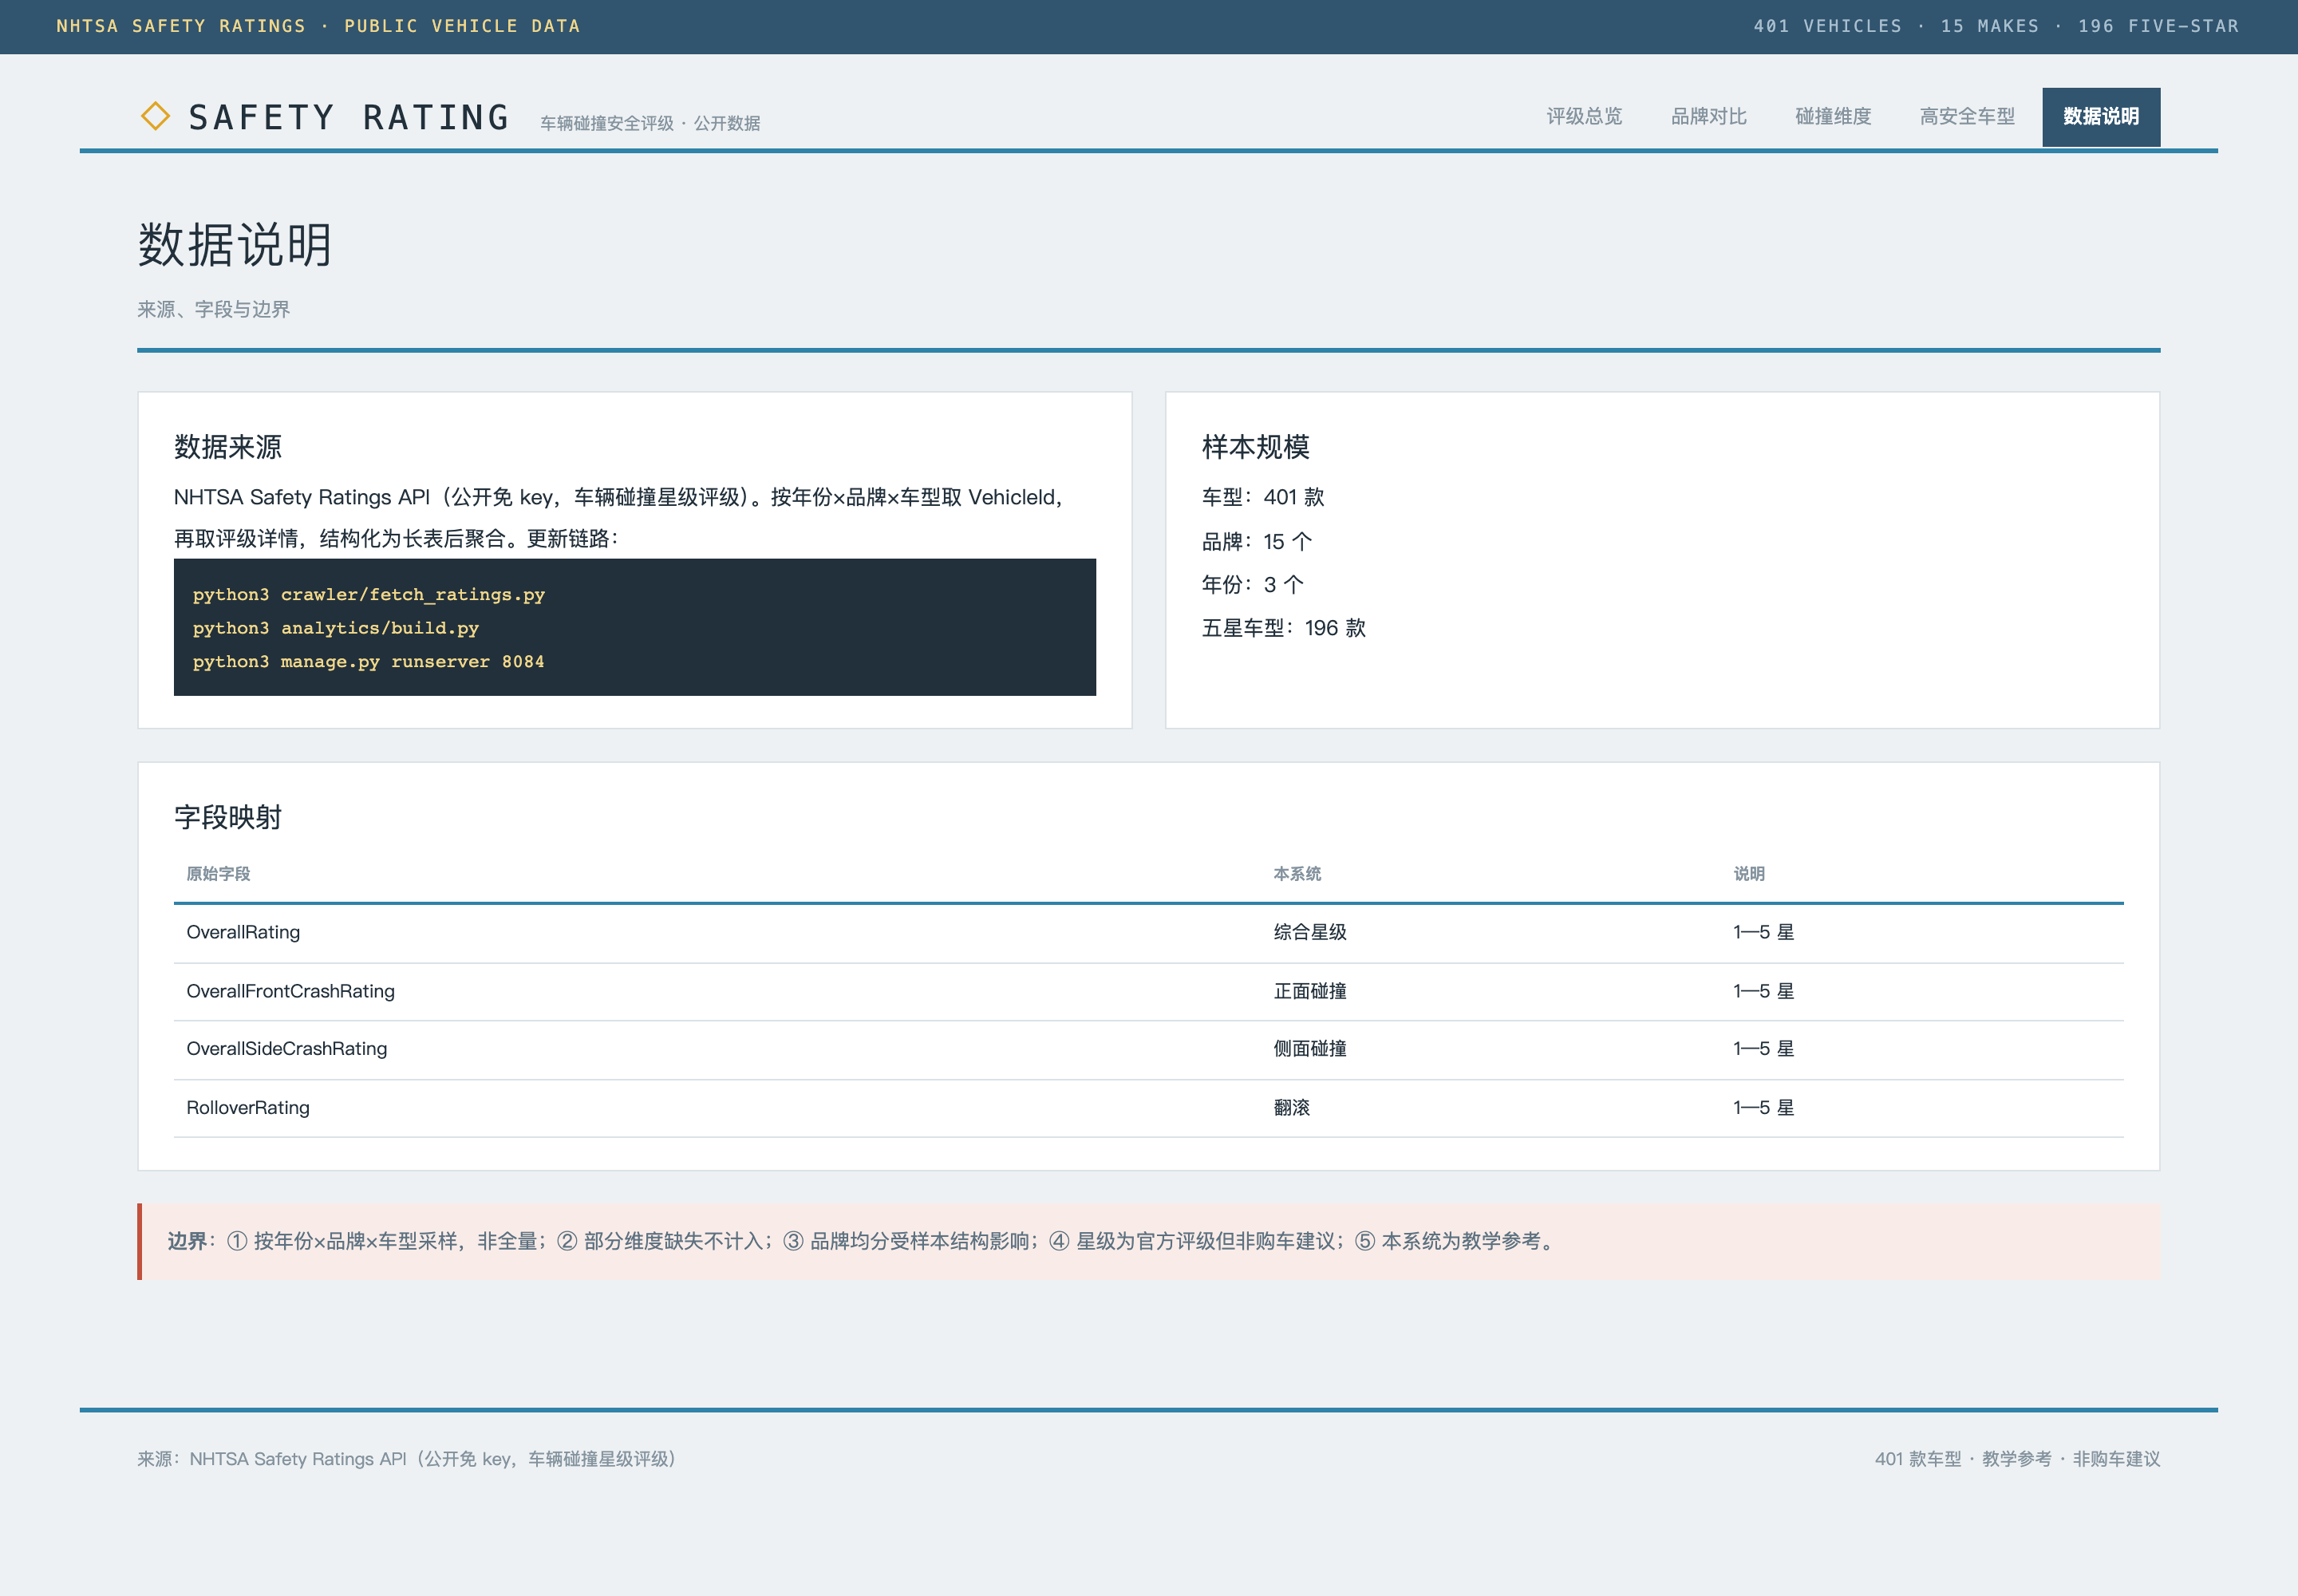 NHTSA SAFETY RATINGS · PUBLIC VEHICLE DATA
401 VEHICLES · 15 MAKES · 196 FIVE-STAR
SAFETY RATING
车辆碰撞安全评级 · 公开数据
评级总览
品牌对比
碰撞维度
高安全车型
数据说明
数据说明
来源、字段与边界
数据来源
NHTSA Safety Ratings API（公开免 key，车辆碰撞星级评级）。按年份×品牌×车型取 VehicleId，
再取评级详情，结构化为长表后聚合。更新链路：
python3 crawler/fetch_ratings.py
python3 analytics/build.py
python3 manage.py runserver 8084
样本规模
车型：401 款
品牌：15 个
年份：3 个
五星车型：196 款
字段映射
原始字段 本系统 说明
OverallRating 综合星级 1—5 星
OverallFrontCrashRating 正面碰撞 1—5 星
OverallSideCrashRating 侧面碰撞 1—5 星
RolloverRating 翻滚 1—5 星
边界：① 按年份×品牌×车型采样，非全量；② 部分维度缺失不计入；③ 品牌均分受样本结构影响；④ 星级为官方评级但非购车建议；⑤ 本系统为教学参考。
来源：NHTSA Safety Ratings API（公开免 key，车辆碰撞星级评级）
401 款车型 · 教学参考 · 非购车建议